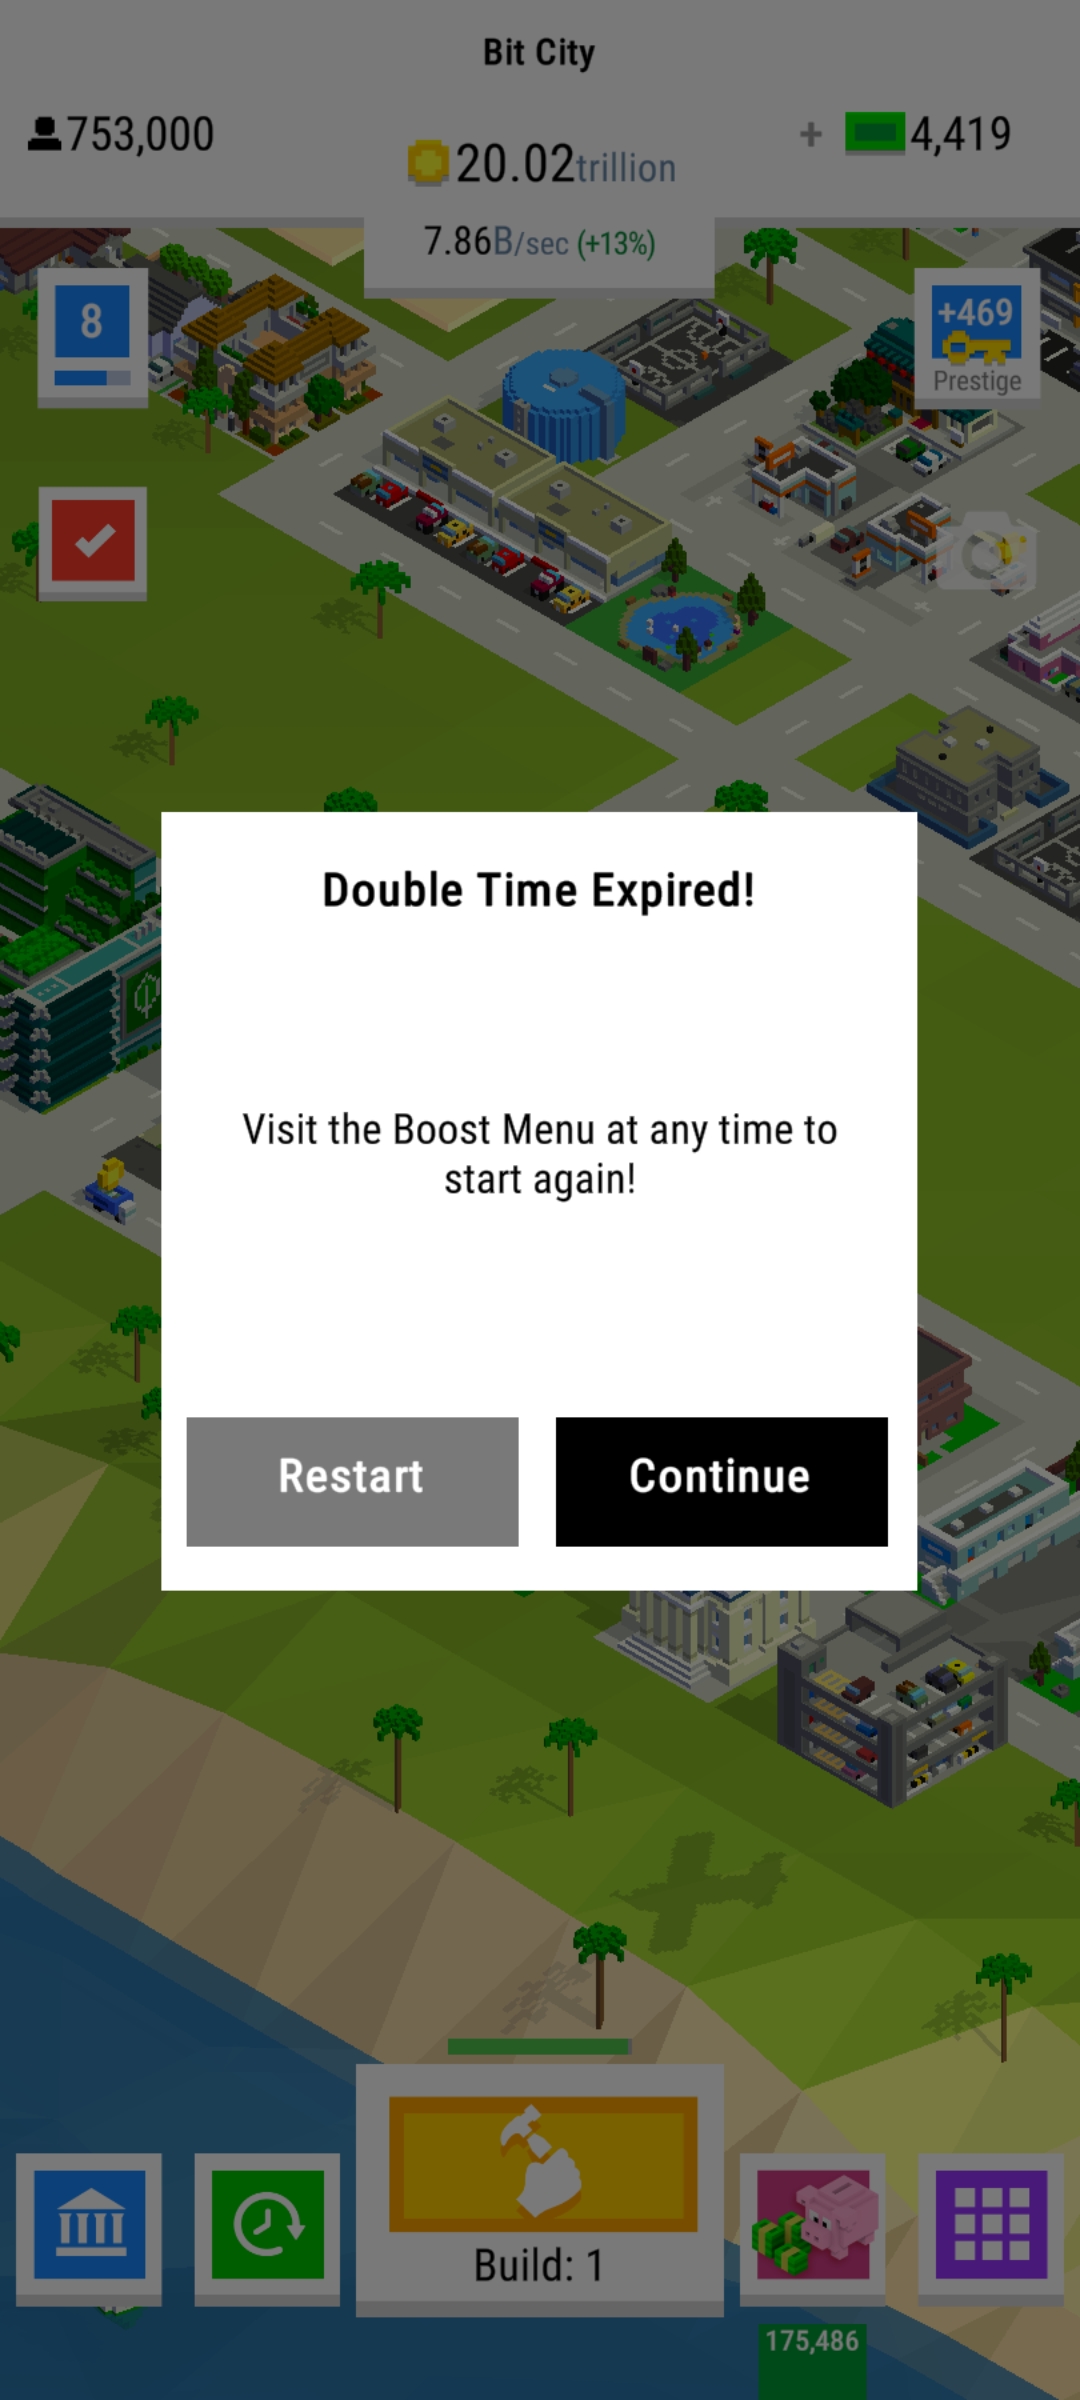 Bit City
753,000
20.02trillion
+ 4,419
7.86B/sec (+13%)
8
+469
Prestige
Double Time Expired!
Visit the Boost Menu at any time to
start again!
Restart
Continue
Build: 1
175,486